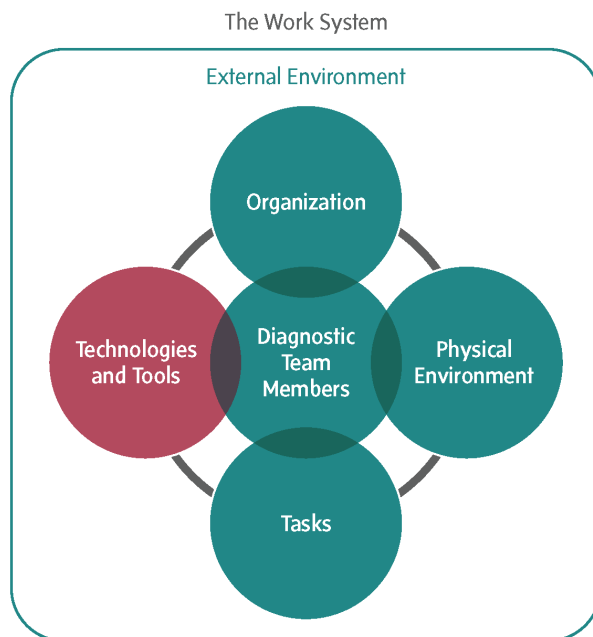 The Work System
External Environment
Organization
Technologies
and Tools
Diagnostic
Team
Members
Physical
Environment
Tasks